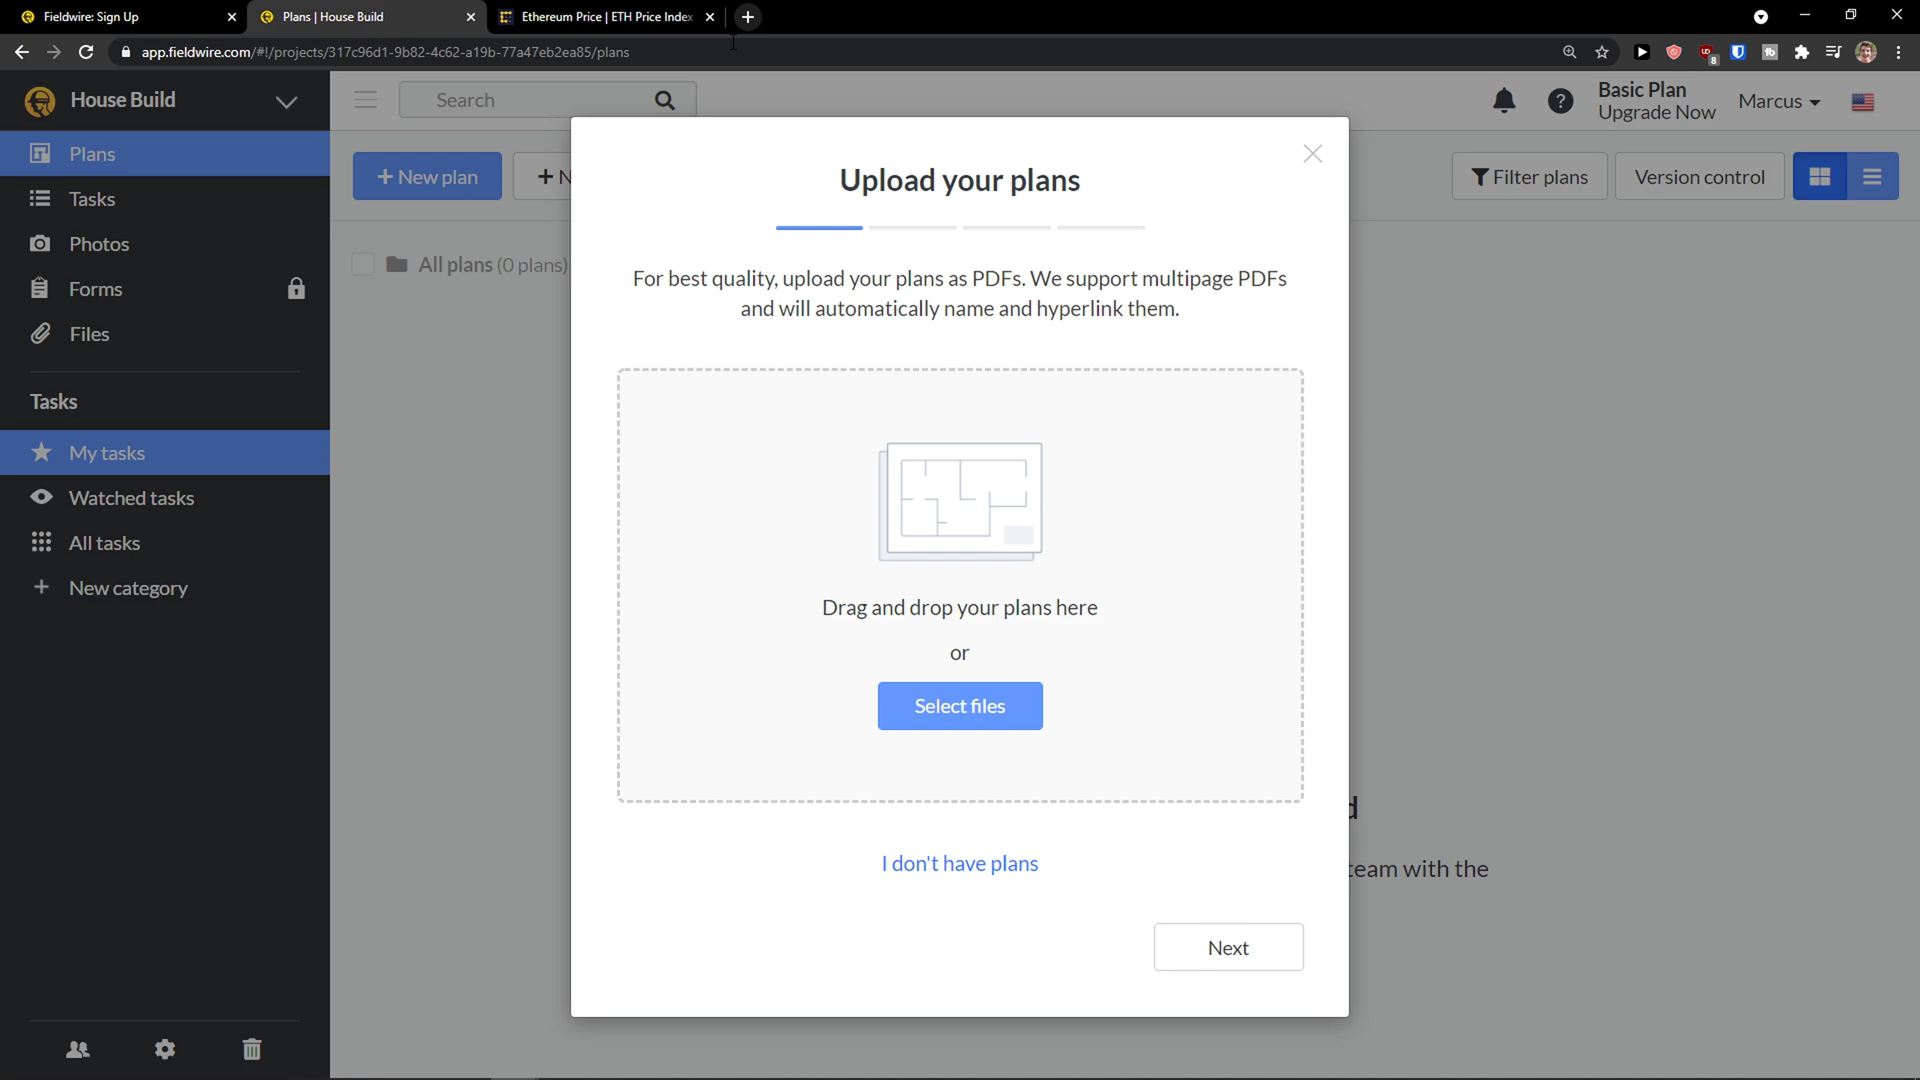 Fieldwire: Sign Up
Plans | House Build
Ethereum Price | ETH Price Index
app.fieldwire.com/#!/projects/317c96d1-9b82-4c62-a19b-77a47eb2ea85/plans
8
House Build
Search
Basic Plan
Upgrade Now
Marcus
Plans
Tasks
Photos
Forms
Files
Tasks
My tasks
Watched tasks
All tasks
New category
+ New plan
+ N
Filter plans
Version control
All plans (0 plans)
Upload your plans
For best quality, upload your plans as PDFs. We support multipage PDFs
and will automatically name and hyperlink them.
Drag and drop your plans here
or
Select files
d
team with the
I don't have plans
Next